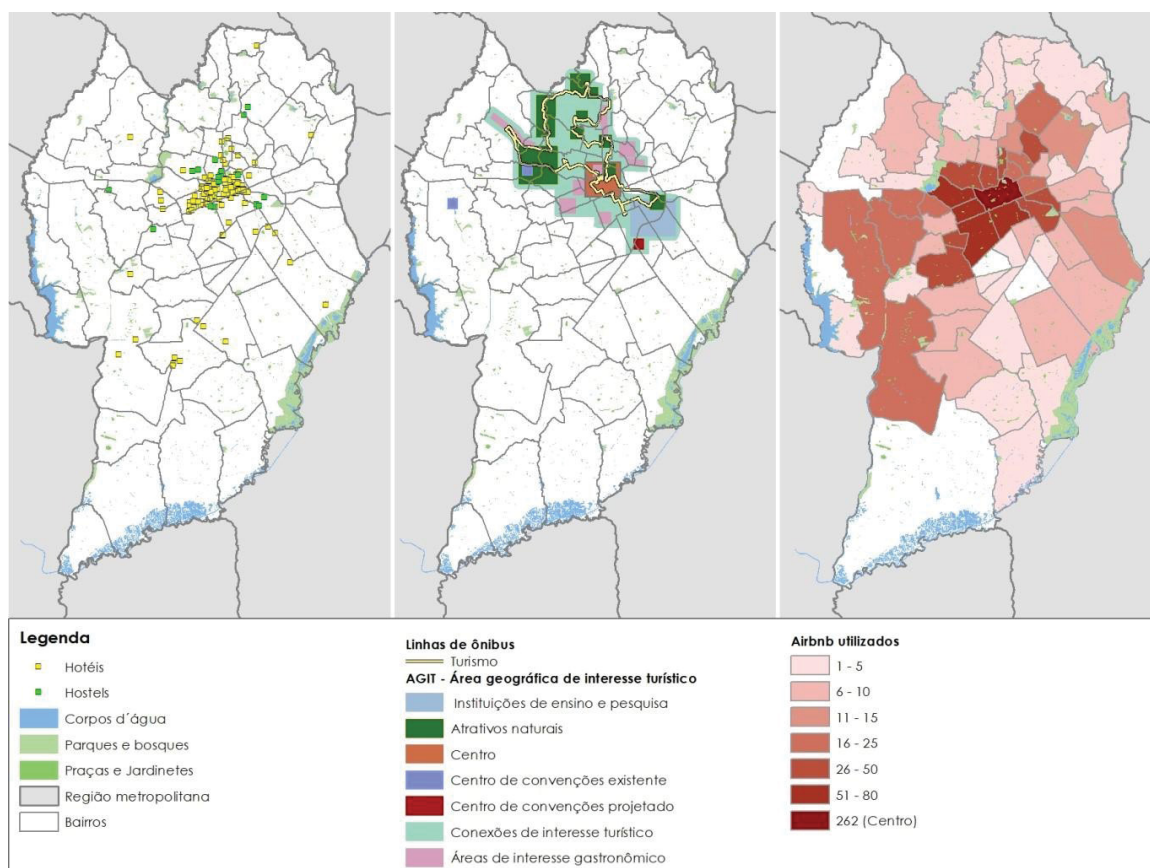 Legenda
Hotéis
Hostels
Corpos d´água
Parques e bosques
Praças e Jardinetes
Região metropolitana
Bairros
Linhas de ônibus
Turismo
AGIT - Área geográfica de interesse turístico
Instituições de ensino e pesquisa
Atrativos naturais
Centro
Centro de convenções existente
Centro de convenções projetado
Conexões de interesse turístico
Áreas de interesse gastronômico
Airbnb utilizados
1 - 5
6 - 10
11 - 15
16 - 25
26 - 50
51 - 80
262 (Centro)